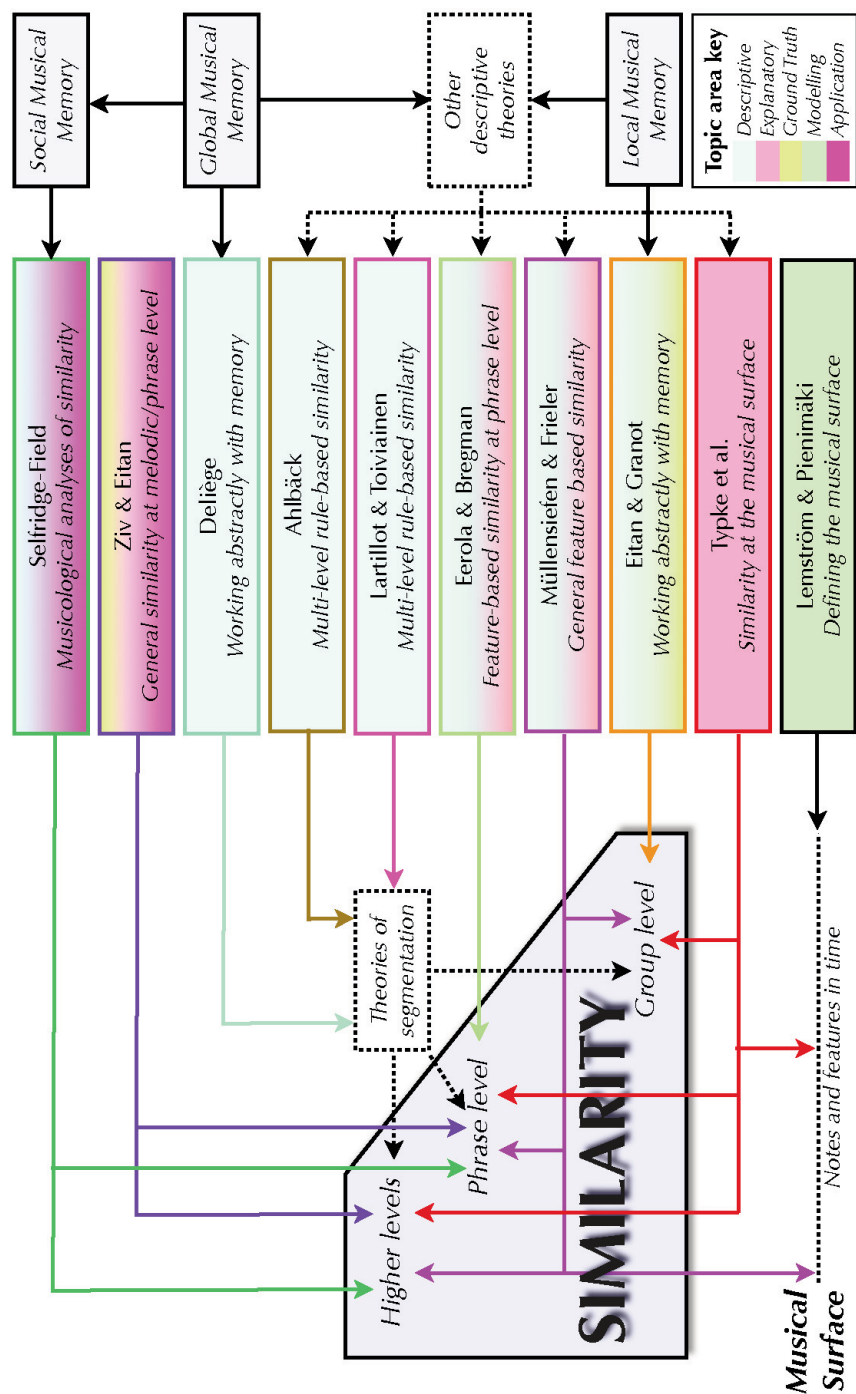 Social Musical
Memory
Global Musical
Memory
Other
descriptive
theories
Local Musical
Memory
Topic area key
Descriptive
Explanatory
Ground Truth
Modelling
Application
Selfridge-Field
Musicological analyses of similarity
Ziv & Eitan
General similarity at melodic/phrase level
Deliège
Working abstractly with memory
Ahlbäck
Multi-level rule-based similarity
Lartillot & Toiviainen
Multi-level rule-based similarity
Eerola & Bregman
Feature-based similarity at phrase level
Müllensiefen & Frieler
General feature based similarity
Eitan & Granot
Working abstractly with memory
Typke et al.
Similarity at the musical surface
Lemström & Pienimäki
Defining the musical surface
Theories of
segmentation
Higher levels
Phrase level
Group level
SIMILARITY
Musical
Surface
Notes and features in time